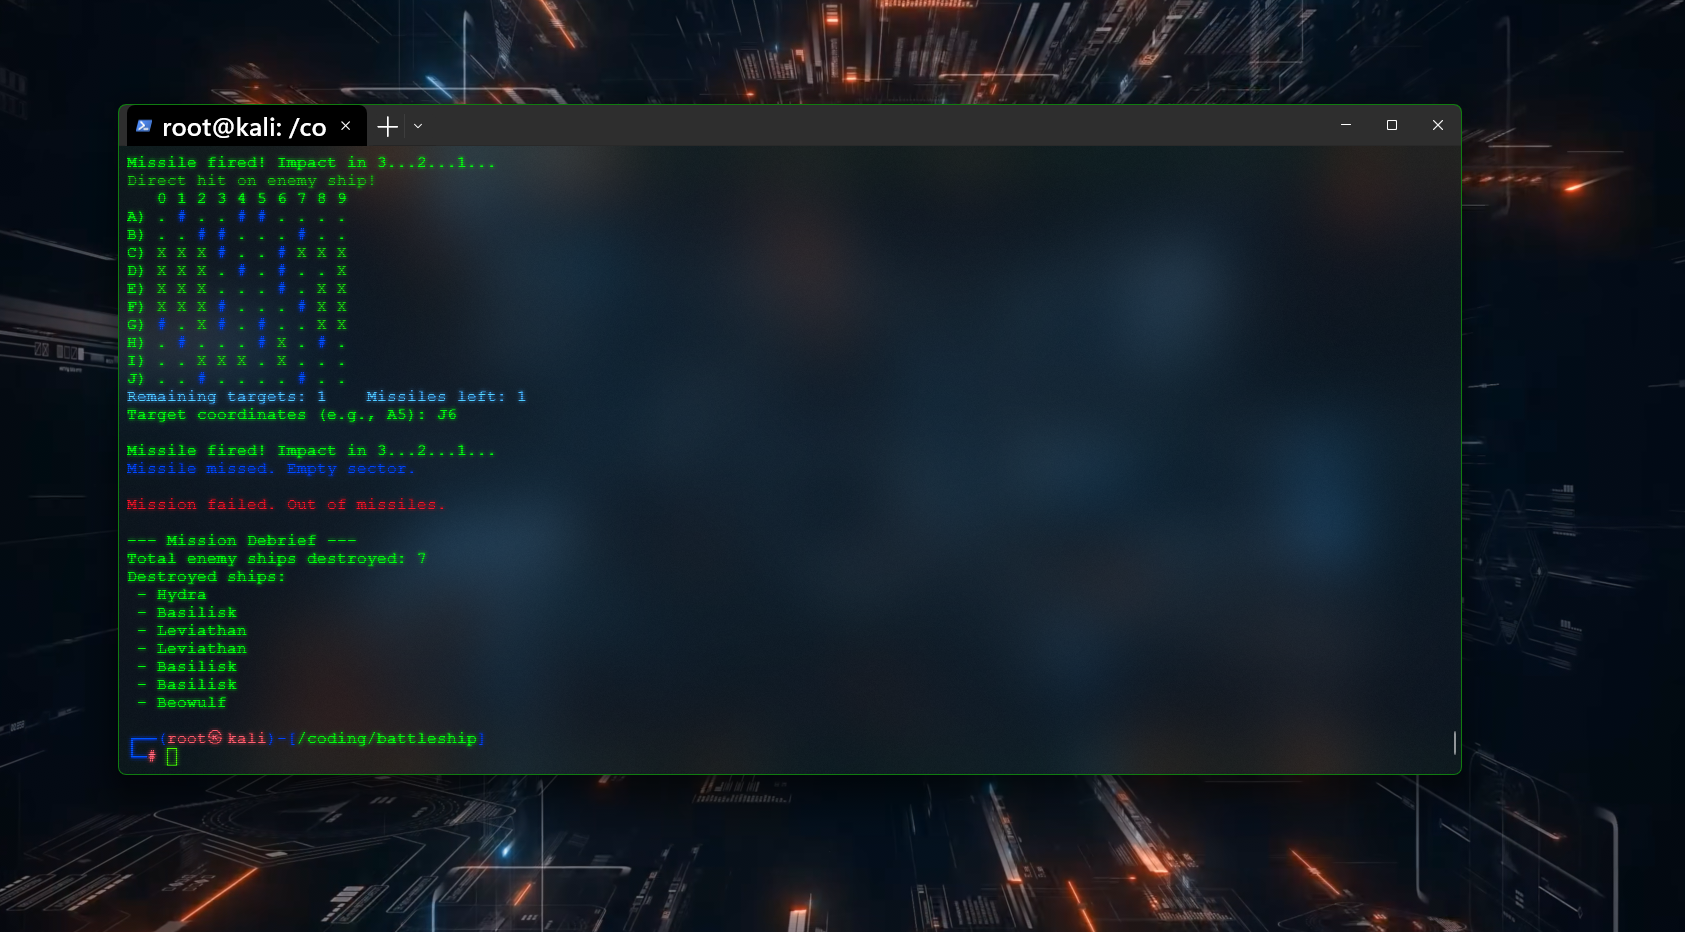 root@kali: /co
Missile fired! Impact in 3...2...1...
Direct hit on enemy ship!
   0 1 2 3 4 5 6 7 8 9
A) . # . . # # . . . .
B) . . # # . . . # . .
C) X X X # . . # X X X
D) X X X . # . # . . X
E) X X X . . . # . X X
F) X X X # . . . # X X
G) # . X # . # . . X X
H) . # . . . # X . # .
I) . . X X X . X . . .
J) . . # . . . . # . .
Remaining targets: 1    Missiles left: 1
Target coordinates (e.g., A5): J6
Missile fired! Impact in 3...2...1...
Missile missed. Empty sector.
Mission failed. Out of missiles.
--- Mission Debrief ---
Total enemy ships destroyed: 7
Destroyed ships:
 - Hydra
 - Basilisk
 - Leviathan
 - Leviathan
 - Basilisk
 - Basilisk
 - Beowulf
┌──(root㉿kali)-[/coding/battleship]
└─#